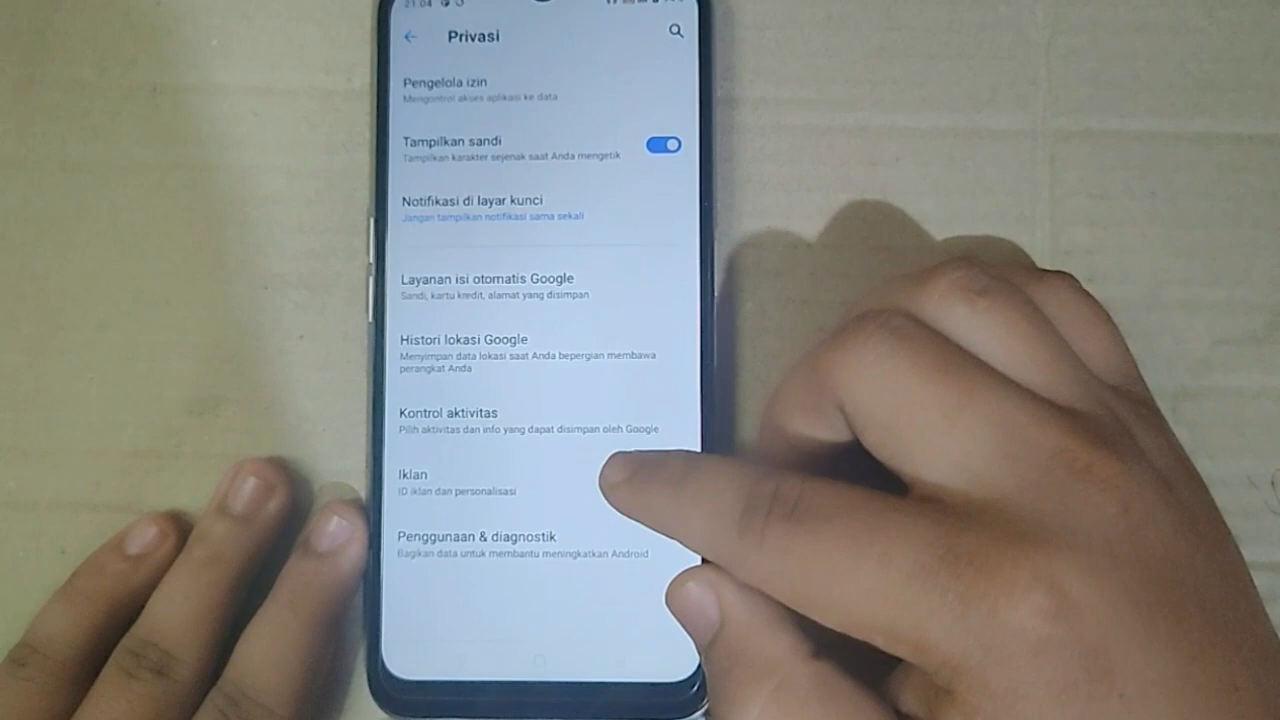 21.04
Privasi
Pengelola izin
Mengontrol akses aplikasi ke data
Tampilkan sandi
Tampilkan karakter sejenak saat Anda mengetik
Notifikasi di layar kunci
Jangan tampilkan notifikasi sama sekali
Layanan isi otomatis Google
Sandi, kartu kredit, alamat yang disimpan
Histori lokasi Google
Menyimpan data lokasi saat Anda bepergian membawa
perangkat Anda
Kontrol aktivitas
Pilih aktivitas dan info yang dapat disimpan oleh Google
Iklan
ID iklan dan personalisasi
Penggunaan & diagnostik
Bagikan data untuk membantu meningkatkan Android